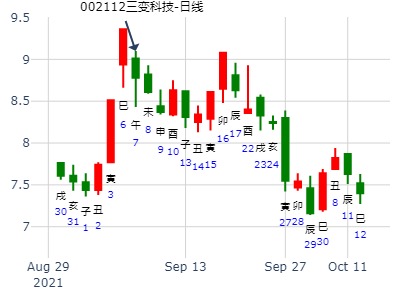 002112三变科技-日线
9.5
9
8.5
8
7.5
7
戌
30
亥
31
子
1
丑
2
寅
3
巳
6
午
7
未
8
申
9
酉
10
子
13
丑
14
寅
15
卯
16
辰
17
酉
22
戌
23
亥
24
寅
27
卯
28
辰
29
巳
30
丑
8
辰
11
巳
12
Aug 29
2021
Sep 13
Sep 27
Oct 11